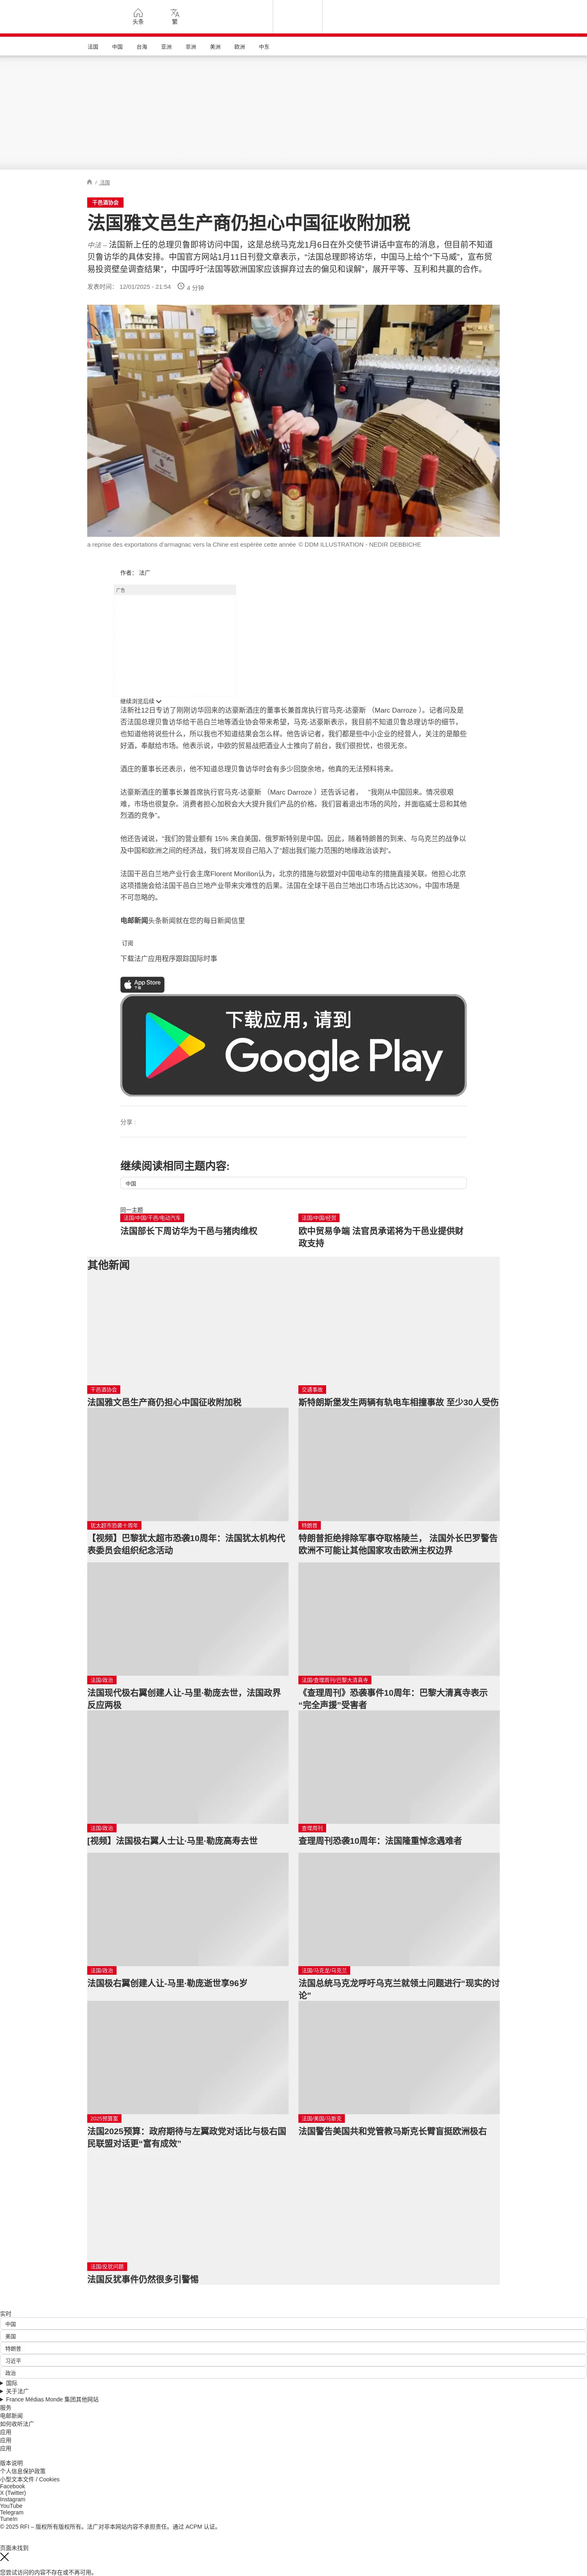 头条
繁
法国
中国
台海
亚洲
非洲
美洲
欧洲
中东
/ 法国
干邑酒协会
法国雅文邑生产商仍担心中国征收附加税
中法 – 法国新上任的总理贝鲁即将访问中国，这是总统马克龙1月6日在外交使节讲话中宣布的消息，但目前不知道
贝鲁访华的具体安排。中国官方网站1月11日刊登文章表示，“法国总理即将访华，中国马上给个“下马威”，宣布贸
易投资壁垒调查结果”，中国呼吁“法国等欧洲国家应该摒弃过去的偏见和误解”，展开平等、互利和共赢的合作。
发表时间： 12/01/2025 - 21:54 4 分钟
a reprise des exportations d'armagnac vers la Chine est espérée cette année © DDM ILLUSTRATION - NEDIR DEBBICHE
作者： 法广
广告
继续浏览后续
法新社12日专访了刚刚访华回来的达豪斯酒庄的董事长兼首席执行官马克-达豪斯 （Marc Darroze ）。记者问及是
否法国总理贝鲁访华给干邑白兰地等酒业协会带来希望，马克-达豪斯表示，我目前不知道贝鲁总理访华的细节，
也知道他将说些什么，所以我也不知道结果会怎么样。他告诉记者，我们都是些中小企业的经营人，关注的是酿些
好酒，奉献给市场。他表示说，中欧的贸易战把酒业人士推向了前台，我们很担忧，也很无奈。
酒庄的董事长还表示，他不知道总理贝鲁访华时会有多少回旋余地，他真的无法预料将来。
达豪斯酒庄的董事长兼首席执行官马克-达豪斯 （Marc Darroze ）还告诉记者， “我刚从中国回来。情况很艰
难，市场也很复杂。消费者担心加税会大大提升我们产品的价格。我们冒着退出市场的风险，并面临威士忌和其他
烈酒的竞争”。
他还告诫说，“我们的营业额有 15% 来自美国、俄罗斯特别是中国。因此，随着特朗普的到来、与乌克兰的战争以
及中国和欧洲之间的经济战，我们将发现自己陷入了“超出我们能力范围的地缘政治谈判”。
法国干邑白兰地产业行会主席Florent Morillon认为，北京的措施与欧盟对中国电动车的措施直接关联。他担心北京
这项措施会给法国干邑白兰地产业带来灾难性的后果。法国在全球干邑白兰地出口市场占比达30%，中国市场是
不可忽略的。
电邮新闻头条新闻就在您的每日新闻信里
订阅
下载法广应用程序跟踪国际时事
App Store
下载
下载应用，请到
Google Play
分享 :
继续阅读相同主题内容:
中国
同一主题
法国/中国/干邑/电动汽车
法国部长下周访华为干邑与猪肉维权
法国/中国/经贸
欧中贸易争端 法官员承诺将为干邑业提供财
政支持
其他新闻
干邑酒协会
法国雅文邑生产商仍担心中国征收附加税
交通事故
斯特朗斯堡发生两辆有轨电车相撞事故 至少30人受伤
犹太超市恐袭十周年
【视频】巴黎犹太超市恐袭10周年：法国犹太机构代
表委员会组织纪念活动
特朗普
特朗普拒绝排除军事夺取格陵兰， 法国外长巴罗警告
欧洲不可能让其他国家攻击欧洲主权边界
法国/政治
法国现代极右翼创建人让-马里·勒庞去世，法国政界
反应两极
法国/查理周刊/巴黎大清真寺
《查理周刊》恐袭事件10周年：巴黎大清真寺表示
“完全声援”受害者
法国/政治
[视频】法国极右翼人士让·马里·勒庞高寿去世
查理周刊
查理周刊恐袭10周年：法国隆重悼念遇难者
法国/政治
法国极右翼创建人让-马里·勒庞逝世享96岁
法国/马克龙/乌克兰
法国总统马克龙呼吁乌克兰就领土问题进行“现实的讨
论”
2025预算案
法国2025预算：政府期待与左翼政党对话比与极右国
民联盟对话更“富有成效”
法国/美国/马斯克
法国警告美国共和党管教马斯克长臂盲挺欧洲极右
法国/反犹问题
法国反犹事件仍然很多引警惕
实时
中国
美国
特朗普
习近平
政治
国际
关于法广
France Médias Monde 集团其他网站
服务
电邮新闻
如何收听法广
应用
应用
应用
版本说明
个人信息保护政策
小型文本文件 / Cookies
Facebook
X (Twitter)
Instagram
YouTube
Telegram
TuneIn
© 2025 RFI – 版权所有版权所有。法广对非本网站内容不承担责任。通过 ACPM 认证。
页面未找到
您尝试访问的内容不存在或不再可用。